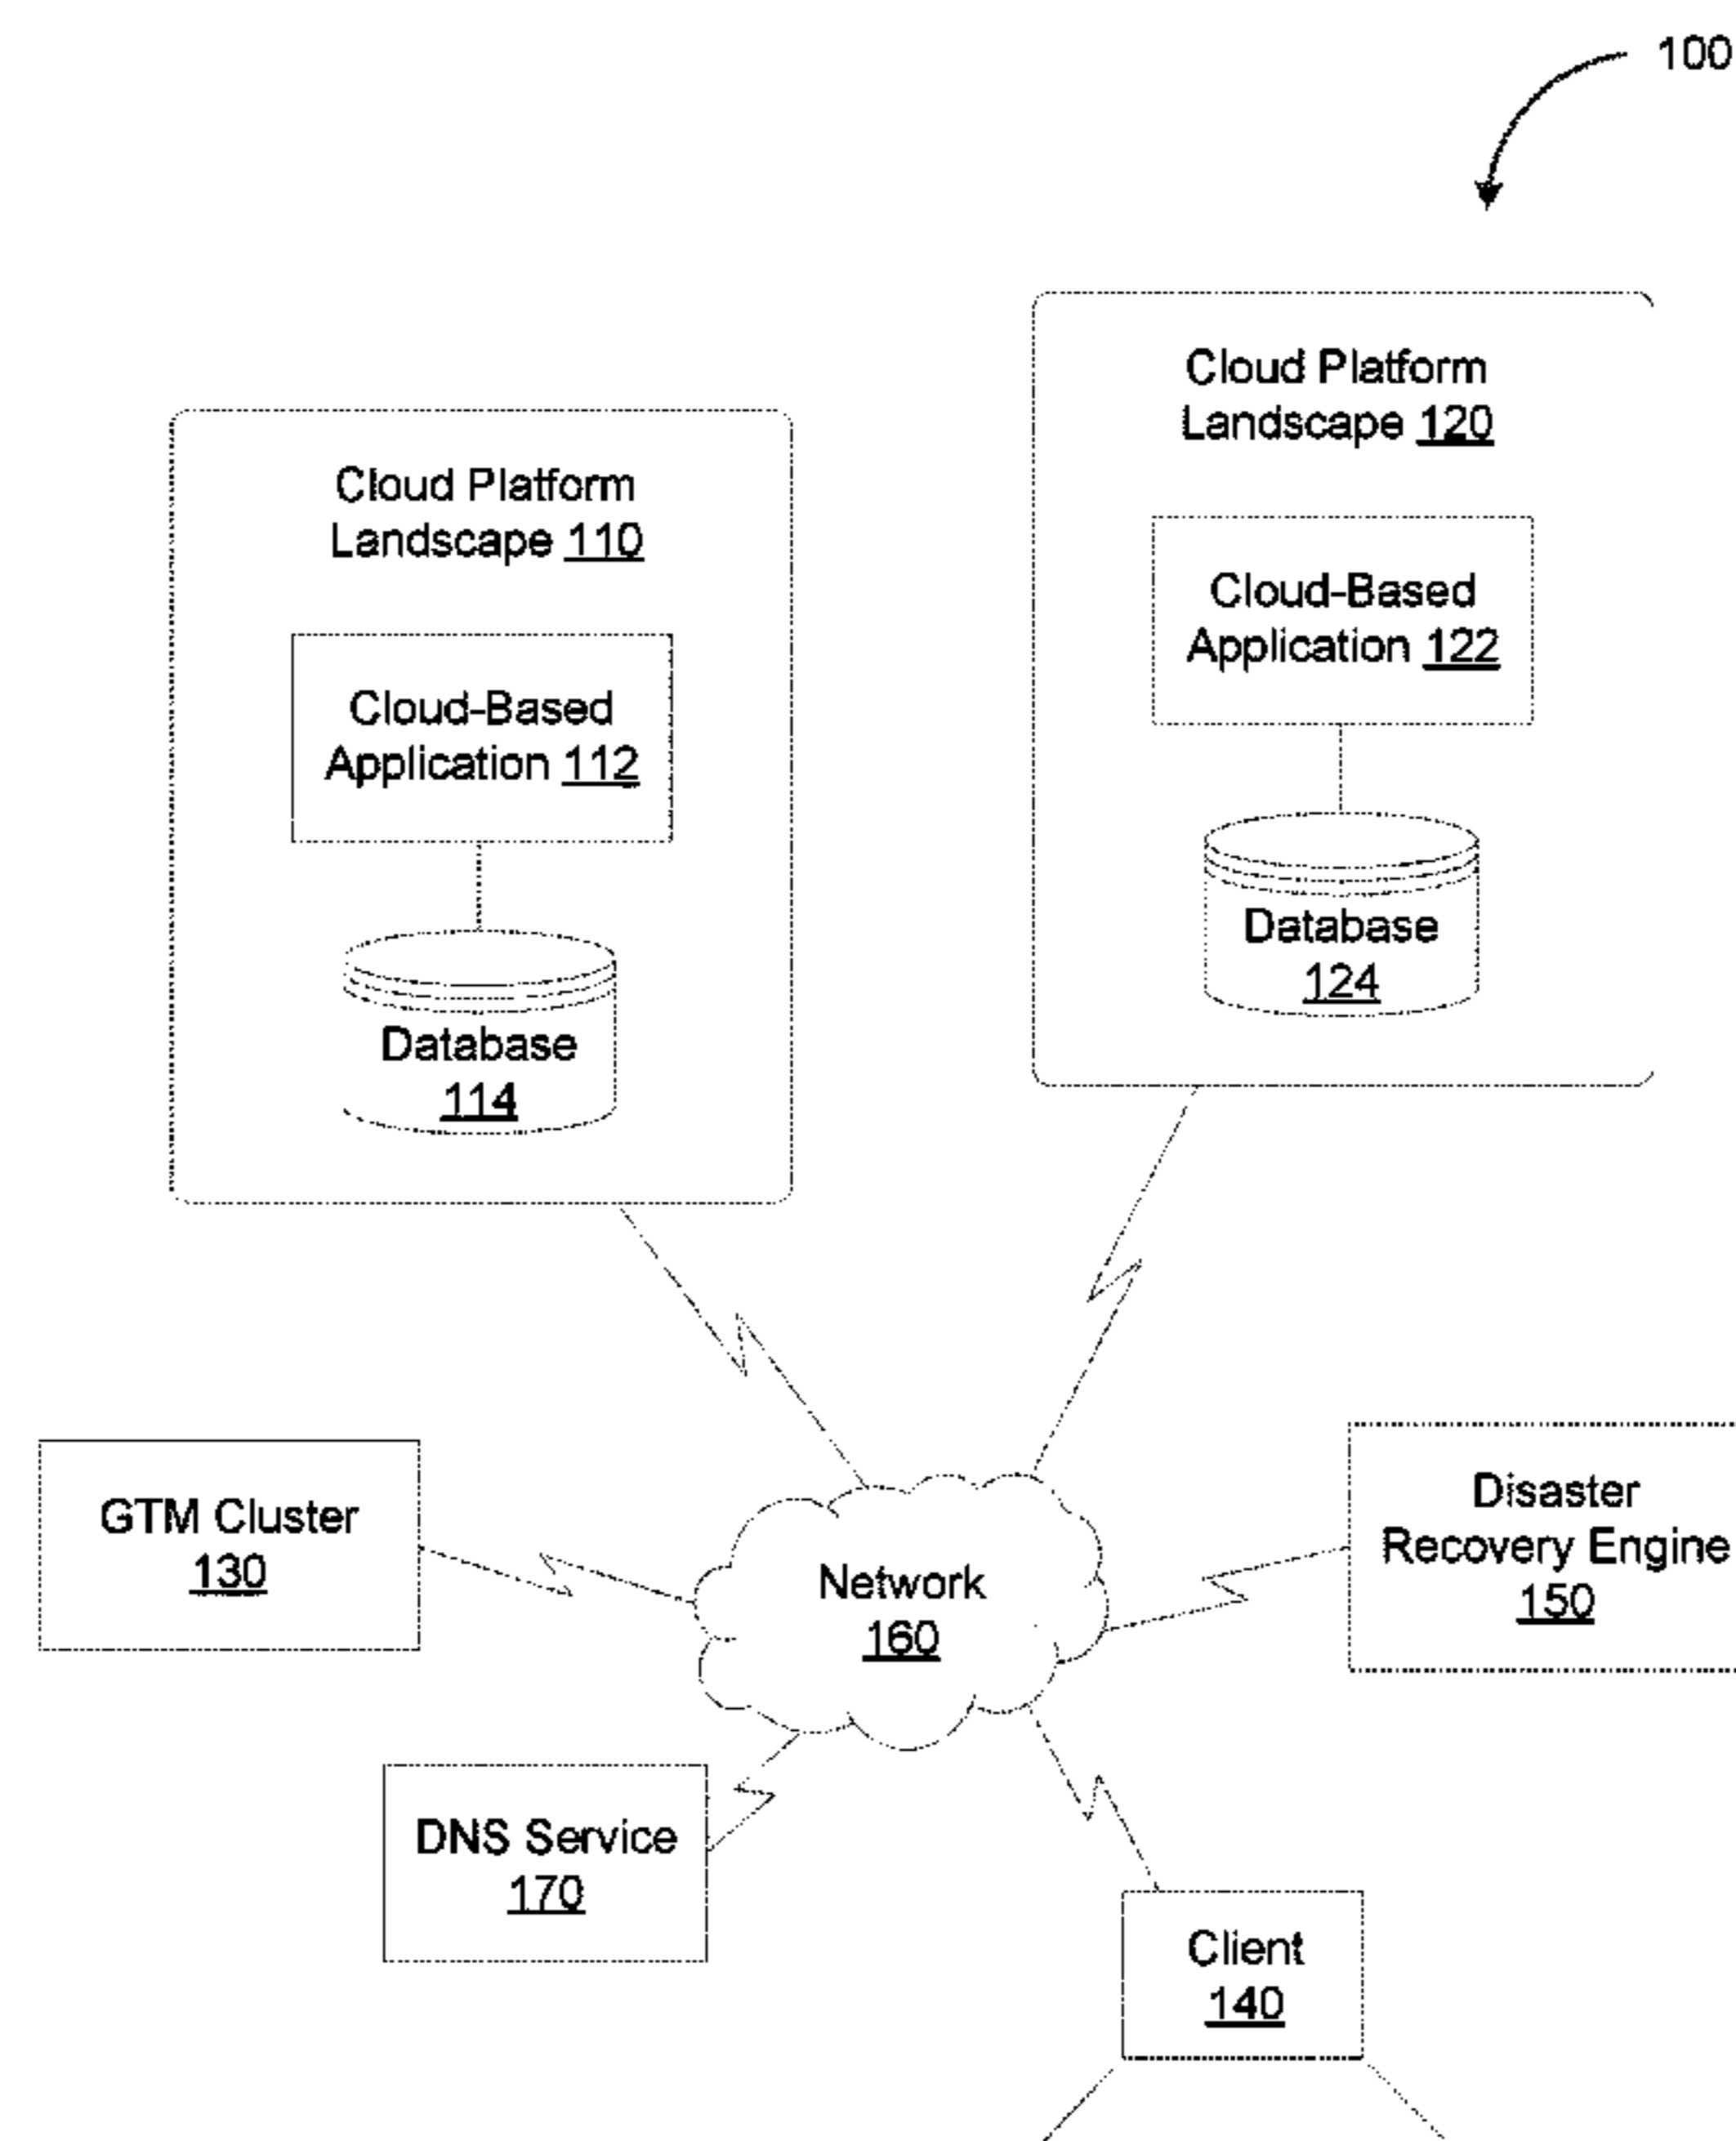 100
Cloud Platform
Landscape 120
Cloud-Based
Application 122
Database
124
Cloud Platform
Landscape 110
Cloud-Based
Application 112
Database
114
GTM Cluster
130
Network
160
Disaster
Recovery Engine
150
DNS Service
170
Client
140